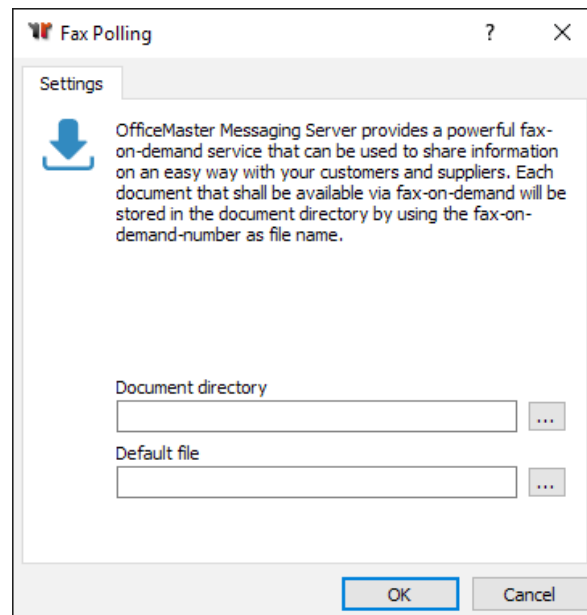 Fax Polling
?
Settings
OfficeMaster Messaging Server provides a powerful fax-
on-demand service that can be used to share information
on an easy way with your customers and suppliers. Each
document that shall be available via fax-on-demand will be
stored in the document directory by using the fax-on-
demand-number as file name.
Document directory
...
Default file
...
OK
Cancel